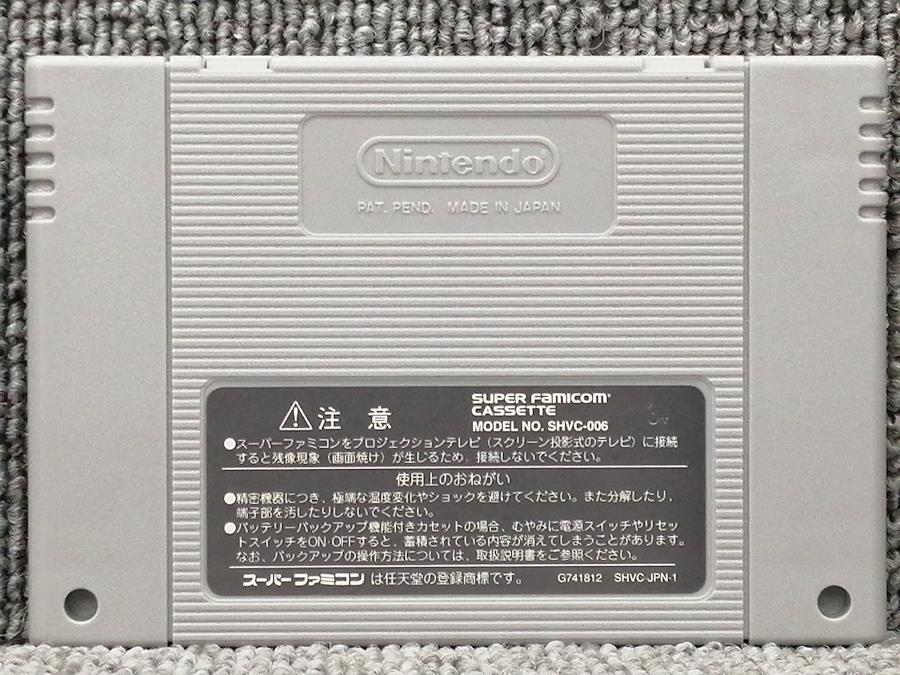 Nintendo
PAT. PEND. MADE IN JAPAN
⚠注意
SUPER FAMICOM
CASSETTE
MODEL NO. SHVC-006
●スーパーファミコンをプロジェクションテレビ（スクリーン投影式のテレビ）に接続
すると残像現象（画面焼け）が生じるため，接続しないでください。
使用上のおねがい
●精密機器につき，極端な温度変化やショックを避けてください。また分解したり，
端子部を汚したりしないでください。
●バッテリーバックアップ機能付きカセットの場合、むやみに電源スイッチやリセッ
トスイッチをON·OFFすると、蓄積されている内容が消えてしまうことがあります。
なお、バックアップの操作方法については、取扱説明書をご参照ください。
スーパーファミコンは任天堂の登録商標です。
G741812 SHVC-JPN-1